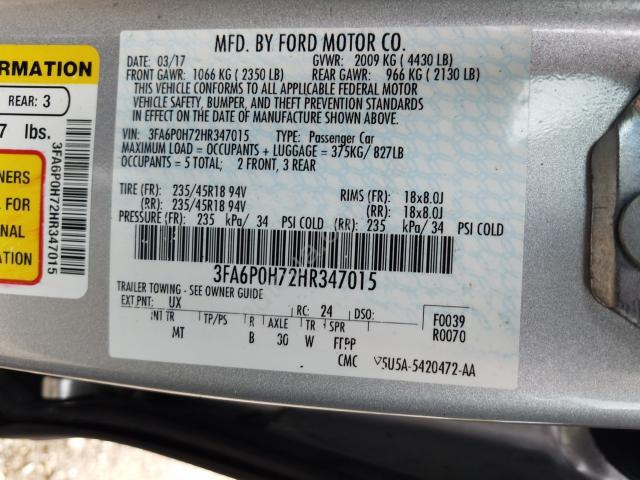 MFD. BY FORD MOTOR CO.
DATE: 03/17 GVWR: 2009 KG ( 4430 LB)
FRONT GAWR: 1066 KG ( 2350 LB) REAR GAWR: 966 KG ( 2130 LB)
THIS VEHICLE CONFORMS TO ALL APPLICABLE FEDERAL MOTOR
VEHICLE SAFETY, BUMPER, AND THEFT PREVENTION STANDARDS
IN EFFECT ON THE DATE OF MANUFACTURE SHOWN ABOVE.
VIN: 3FA6P0H72HR347015 TYPE: Passenger Car
MAXIMUM LOAD = OCCUPANTS + LUGGAGE = 375KG/ 827LB
OCCUPANTS = 5 TOTAL; 2 FRONT, 3 REAR
TIRE (FR): 235/45R18 94V RIMS (FR): 18x8.0J
(RR): 235/45R18 94V (RR): 18x8.0J
PRESSURE (FR): 235 kPa/ 34 PSI COLD (RR): 235 kPa/ 34 PSI COLD
3FA6P0H72HR347015
TRAILER TOWING - SEE OWNER GUIDE
EXT PNT: UX RC: 24 DSO: F0039
INT TR TP/PS R AXLE TR SPR R0070
MT B 30 W FFPP
CMC 5U5A-5420472-AA
ORMATION
REAR: 3
7 lbs.
NERS
L FOR
ONAL
ON
3FA6P0H72HR347015